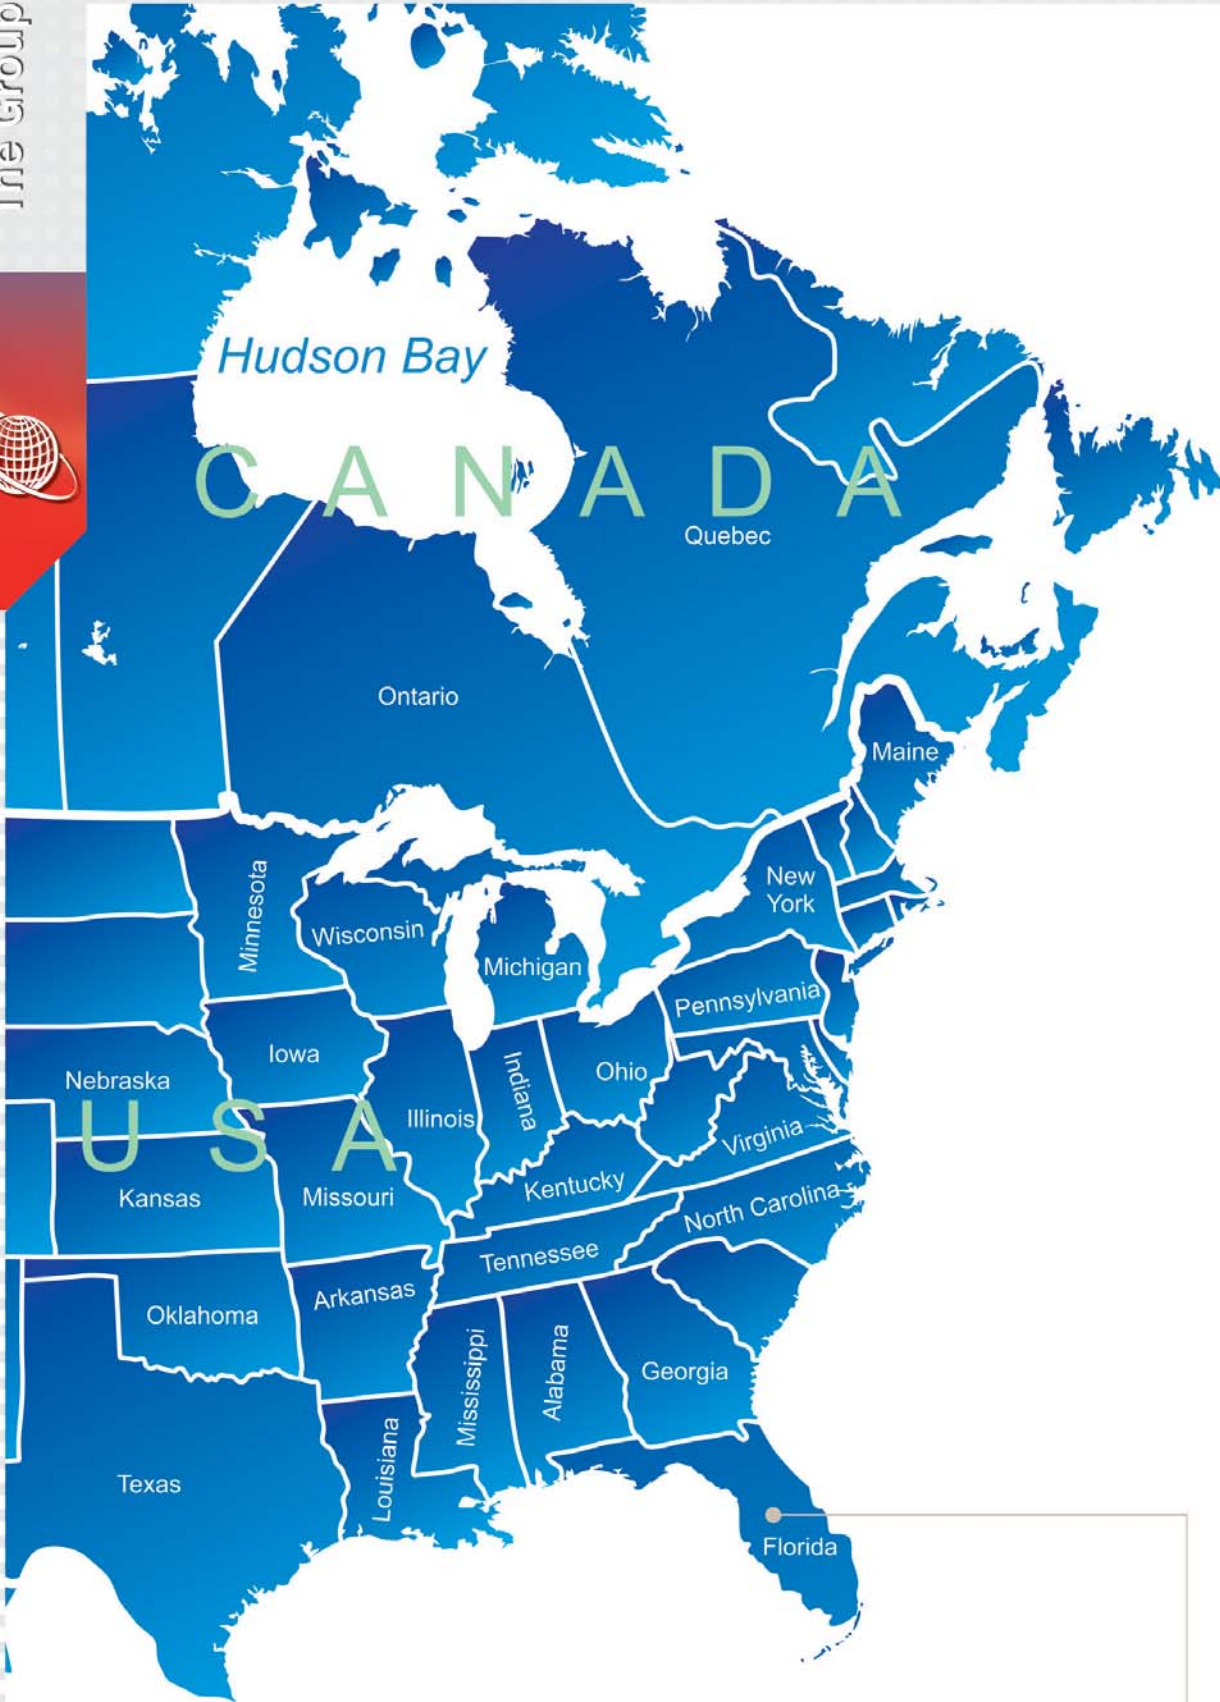 The Group
Hudson Bay
CANADA
Quebec
Ontario
Maine
Minnesota
Wisconsin
Michigan
New
York
Pennsylvania
Iowa
Nebraska
Indiana
Ohio
Illinois
USA
Virginia
Kansas
Missouri
Kentucky
North Carolina
Tennessee
Arkansas
Oklahoma
Mississippi
Alabama
Georgia
Louisiana
Texas
Florida